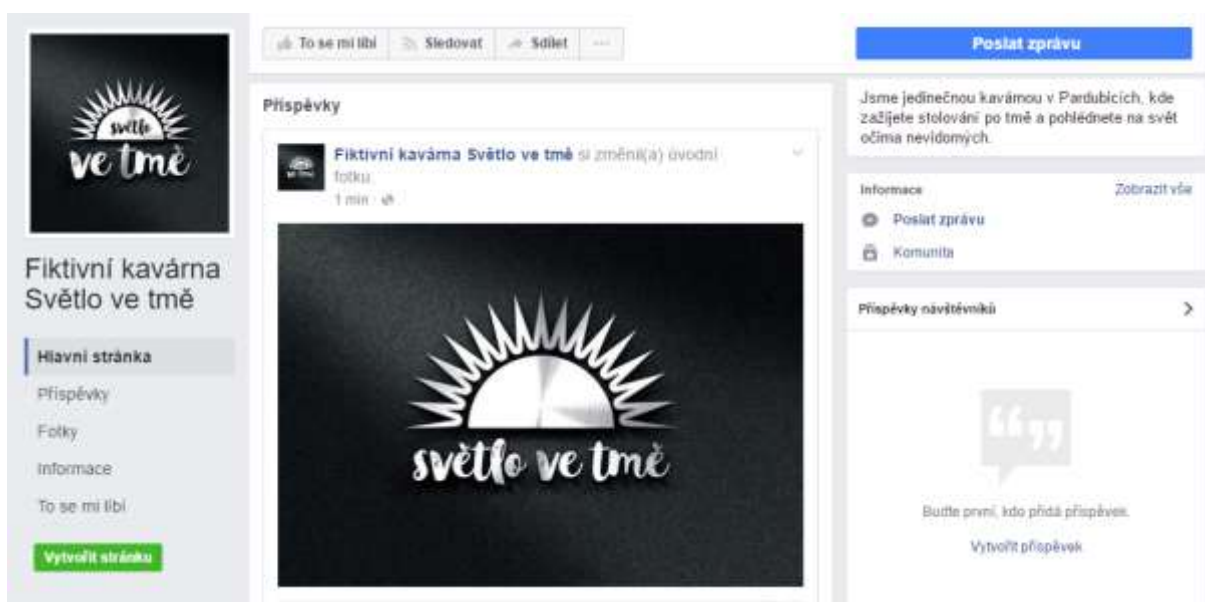 světlo
ve tmě
Fiktivní kavárna
Světlo ve tmě
Hlavní stránka
Příspěvky
Fotky
Informace
To se mi líbí
Vytvořit stránku
To se mi líbí
Sledovat
Sdílet
...
Příspěvky
Fiktivní kavárna Světlo ve tmě si změnil(a) úvodní
fotku.
1 min ·
světlo ve tmě
Poslat zprávu
Jsme jedinečnou kavárnou v Pardubicích, kde
zažijete stolování po tmě a pohlédnete na svět
očima nevidomých.
Informace
Zobrazit vše
Poslat zprávu
Komunita
Příspěvky návštěvníků
Buďte první, kdo přidá příspěvek.
Vytvořit příspěvek